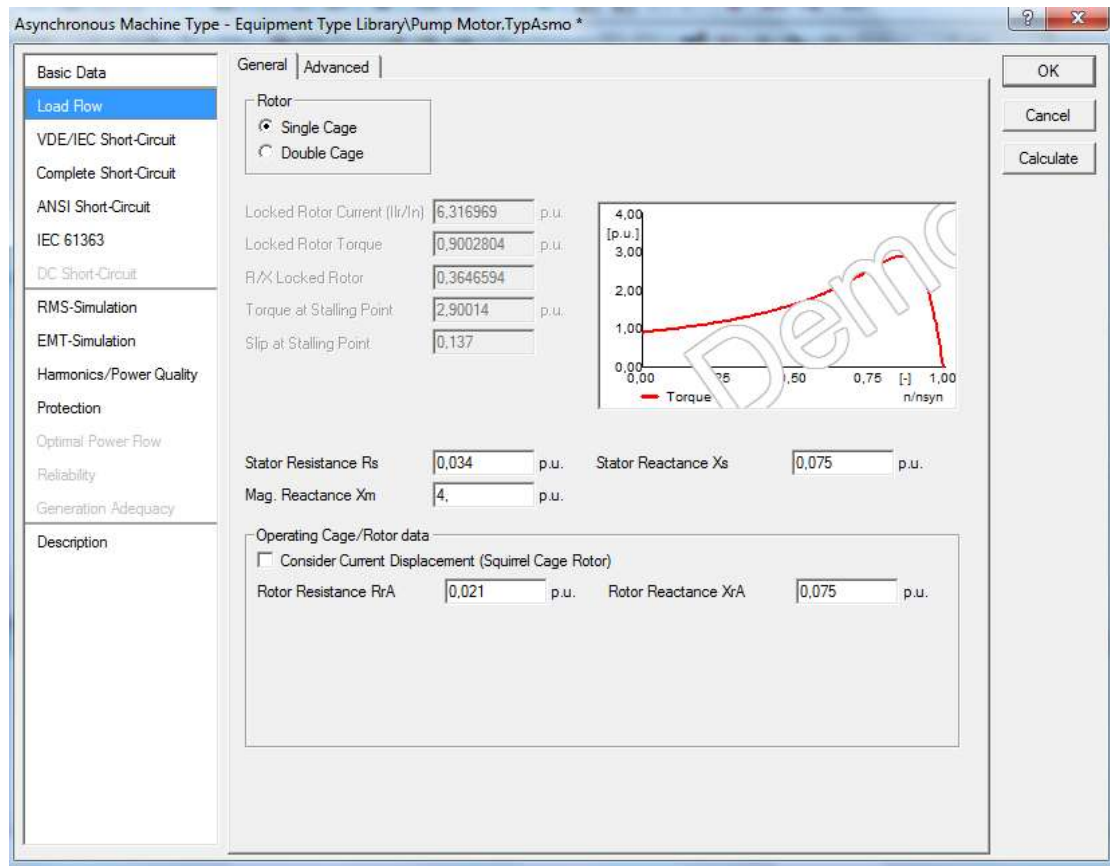 Asynchronous Machine Type - Equipment Type Library\Pump Motor.TypAsmo *
Basic Data
Load Flow
VDE/IEC Short-Circuit
Complete Short-Circuit
ANSI Short-Circuit
IEC 61363
DC Short-Circuit
RMS-Simulation
EMT-Simulation
Harmonics/Power Quality
Protection
Optimal Power Flow
Reliability
Generation Adequacy
Description
General Advanced
Rotor
Single Cage
Double Cage
Locked Rotor Current (Ilr/In) 6,316969 p.u.
Locked Rotor Torque 0,9002804 p.u.
R/X Locked Rotor 0,3646594
Torque at Stalling Point 2,90014 p.u.
Slip at Stalling Point 0,137
4,00
[p.u.]
3,00
2,00
1,00
0,00
0,00 25 ,50 0,75 [-] 1,00
Torque n/nsyn
Demo
Stator Resistance Rs 0,034 p.u. Stator Reactance Xs 0,075 p.u.
Mag. Reactance Xm 4, p.u.
Operating Cage/Rotor data
Consider Current Displacement (Squirrel Cage Rotor)
Rotor Resistance RrA 0,021 p.u. Rotor Reactance XrA 0,075 p.u.
? X
OK
Cancel
Calculate